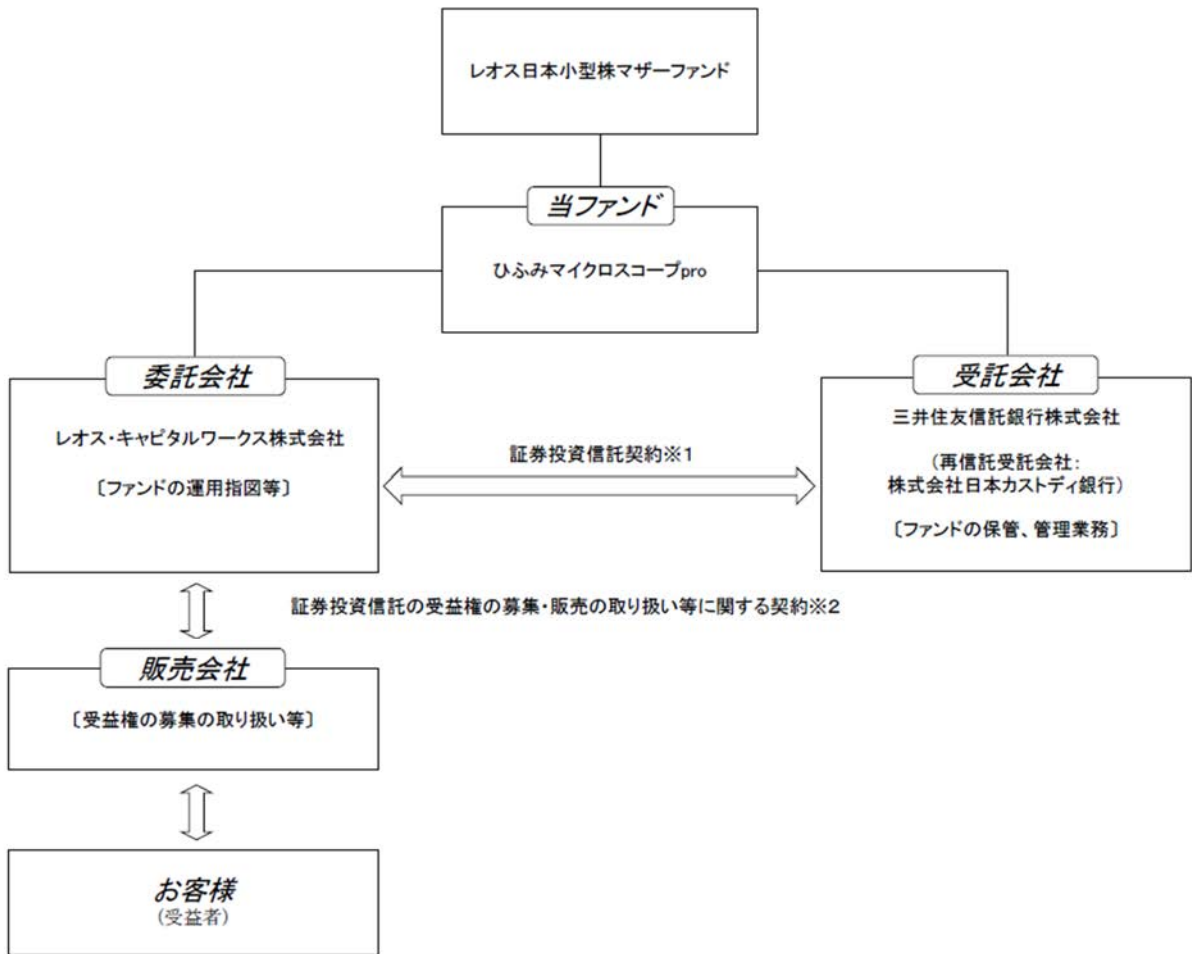 レオス日本小型株マザーファンド
当ファンド
ひふみマイクロスコープpro
委託会社
レオス・キャピタルワークス株式会社
〔ファンドの運用指図等〕
証券投資信託契約※1
受託会社
三井住友信託銀行株式会社
(再信託受託会社:
株式会社日本カストディ銀行)
〔ファンドの保管、管理業務〕
証券投資信託の受益権の募集・販売の取り扱い等に関する契約※2
販売会社
〔受益権の募集の取り扱い等〕
お客様
(受益者)